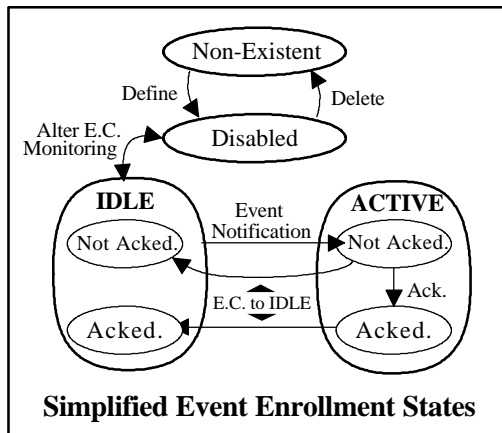 Non-Existent
Define
Delete
Alter E.C.
Monitoring
Disabled
IDLE
ACTIVE
Event
Notification
Not Acked.
Not Acked.
E.C. to IDLE
Ack.
Acked.
Acked.
Simplified Event Enrollment States